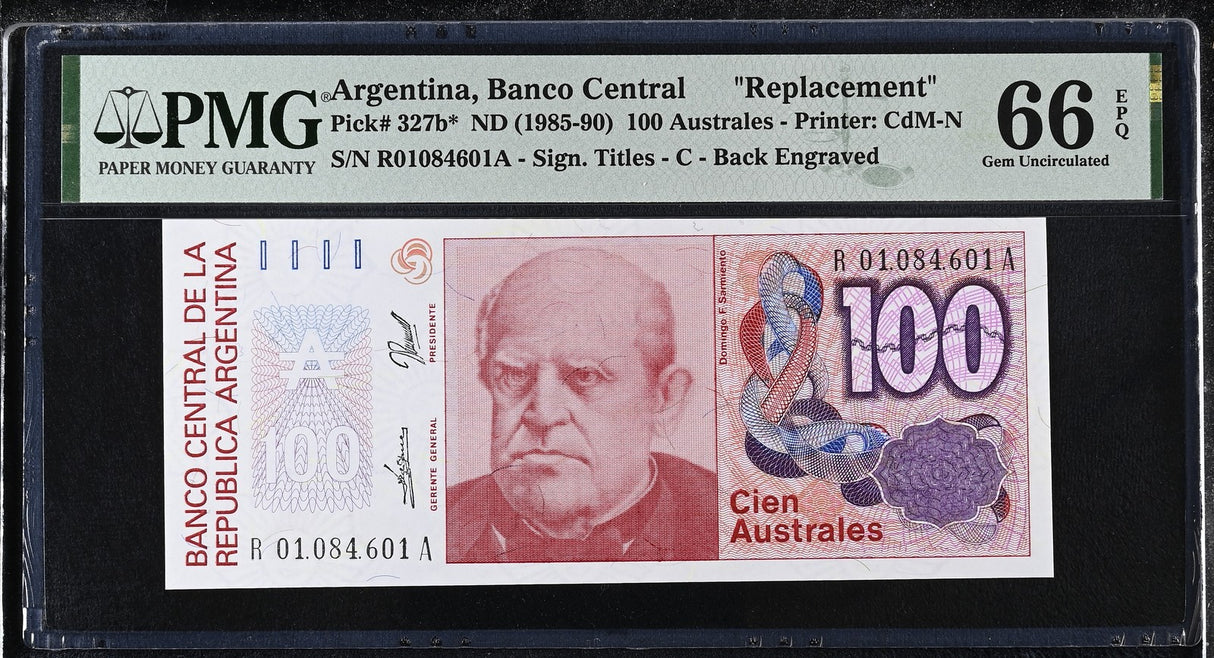 PMG®
PAPER MONEY GUARANTY
Argentina, Banco Central "Replacement"
Pick# 327b* ND (1985-90) 100 Australes - Printer: CdM-N
S/N R01084601A - Sign. Titles - C - Back Engraved
66
EPQ
Gem Uncirculated
BANCO CENTRAL DE LA
REPUBLICA ARGENTINA
A
100
R 01.084.601 A
PRESIDENTE
GERENTE GENERAL
Domingo F. Sarmiento
R 01.084.601 A
100
Cien
Australes